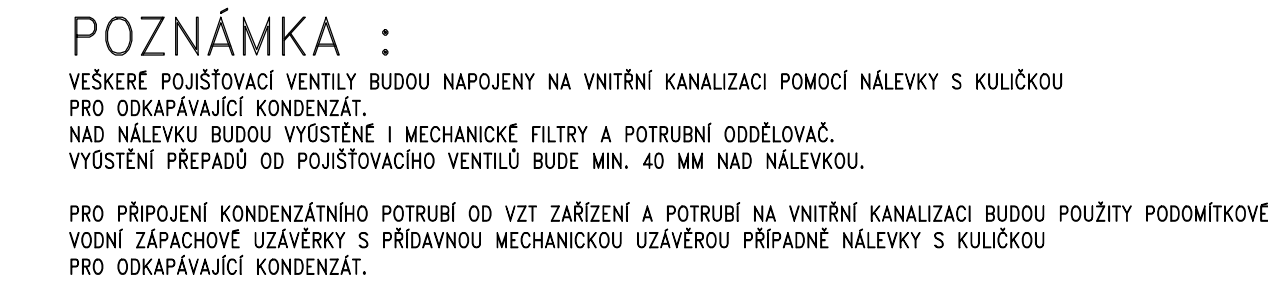 POZNÁMKA :
VEŠKERÉ POJIŠŤOVACÍ VENTILY BUDOU NAPOJENY NA VNITŘNÍ KANALIZACI POMOCÍ NÁLEVKY S KULIČKOU
PRO ODKAPÁVAJÍCÍ KONDENZÁT.
NAD NÁLEVKU BUDOU VYÚSTĚNÉ I MECHANICKÉ FILTRY A POTRUBNÍ ODDĚLOVAČ.
VYÚSTĚNÍ PŘEPADŮ OD POJIŠŤOVACÍHO VENTILŮ BUDE MIN. 40 MM NAD NÁLEVKOU.
PRO PŘIPOJENÍ KONDENZÁTNÍHO POTRUBÍ OD VZT ZAŘÍZENÍ A POTRUBÍ NA VNITŘNÍ KANALIZACI BUDOU POUŽITY PODOMÍTKOVÉ
VODNÍ ZÁPACHOVÉ UZÁVĚRKY S PŘÍDAVNOU MECHANICKOU UZÁVĚROU PŘÍPADNĚ NÁLEVKY S KULIČKOU
PRO ODKAPÁVAJÍCÍ KONDENZÁT.